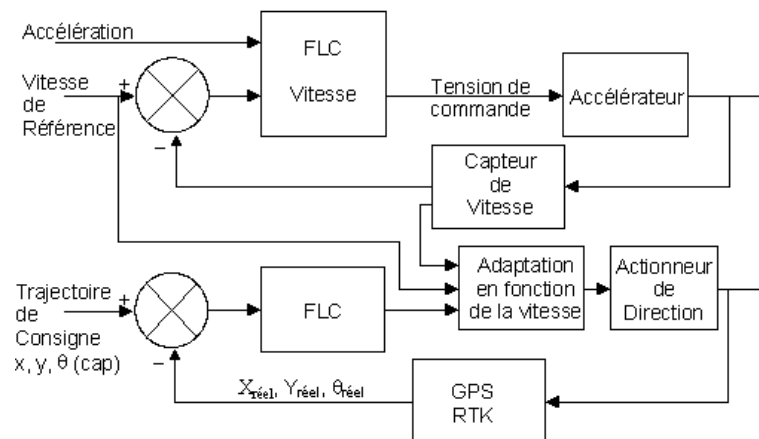 Accélération
FLC
Vitesse
Vitesse
de
Référence
+
−
Tension de
commande
Accélérateur
Capteur
de
Vitesse
Adaptation
en fonction
de la vitesse
Actionneur
de
Direction
Trajectoire
de
Consigne
x, y, θ (cap)
+
−
FLC
Xréel, Yréel, θréel
GPS
RTK